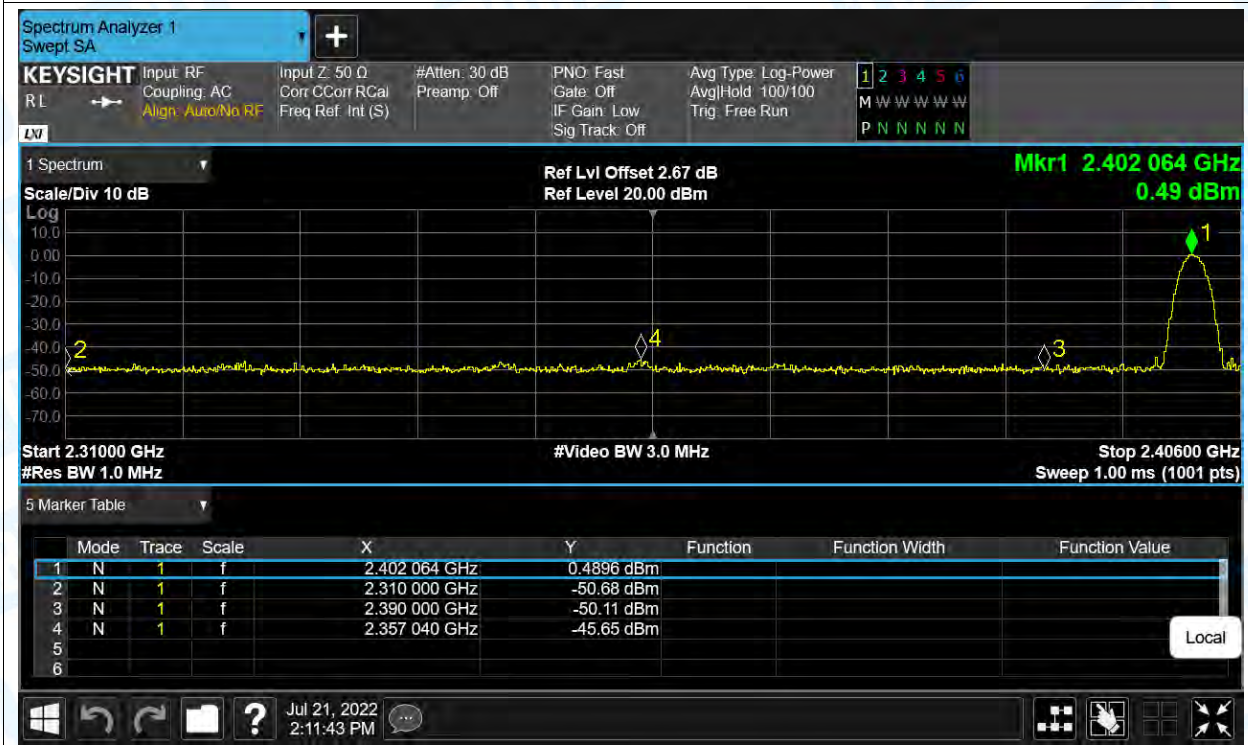 Spectrum Analyzer 1
Swept SA
+
KEYSIGHT
RL
LXI
Input: RF
Coupling: AC
Align: Auto/No RF
Input Z: 50 Ω
Corr CCorr RCal
Freq Ref: Int (S)
#Atten: 30 dB
Preamp: Off
PNO: Fast
Gate: Off
IF Gain: Low
Sig Track: Off
Avg Type: Log-Power
Avg|Hold: 100/100
Trig: Free Run
1 2 3 4 5 6
M W W W W W
P N N N N N
1 Spectrum
Scale/Div 10 dB
Ref Lvl Offset 2.67 dB
Ref Level 20.00 dBm
Mkr1 2.402 064 GHz
0.49 dBm
Log
10.0
0.00
-10.0
-20.0
-30.0
-40.0
-50.0
-60.0
-70.0
1
2
3
4
Start 2.31000 GHz
#Video BW 3.0 MHz
Stop 2.40600 GHz
#Res BW 1.0 MHz
Sweep 1.00 ms (1001 pts)
5 Marker Table
Mode Trace Scale X Y Function Function Width Function Value
1 N 1 f 2.402 064 GHz 0.4896 dBm
2 N 1 f 2.310 000 GHz -50.68 dBm
3 N 1 f 2.390 000 GHz -50.11 dBm
4 N 1 f 2.357 040 GHz -45.65 dBm
5
6
Local
?
Jul 21, 2022
2:11:43 PM